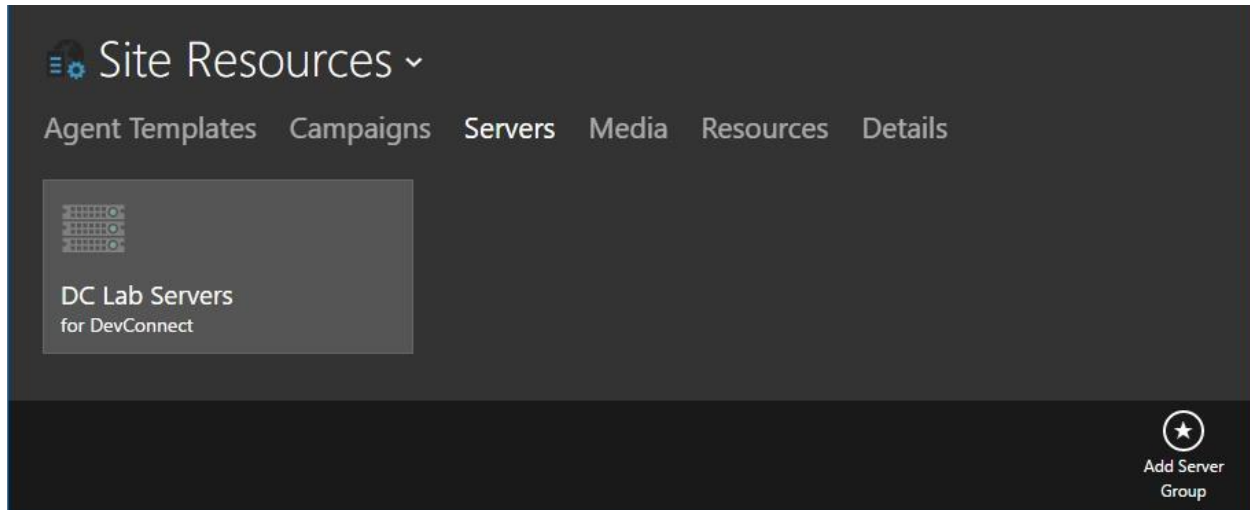 Site Resources
Agent Templates Campaigns Servers Media Resources Details
DC Lab Servers
for DevConnect
Add Server
Group